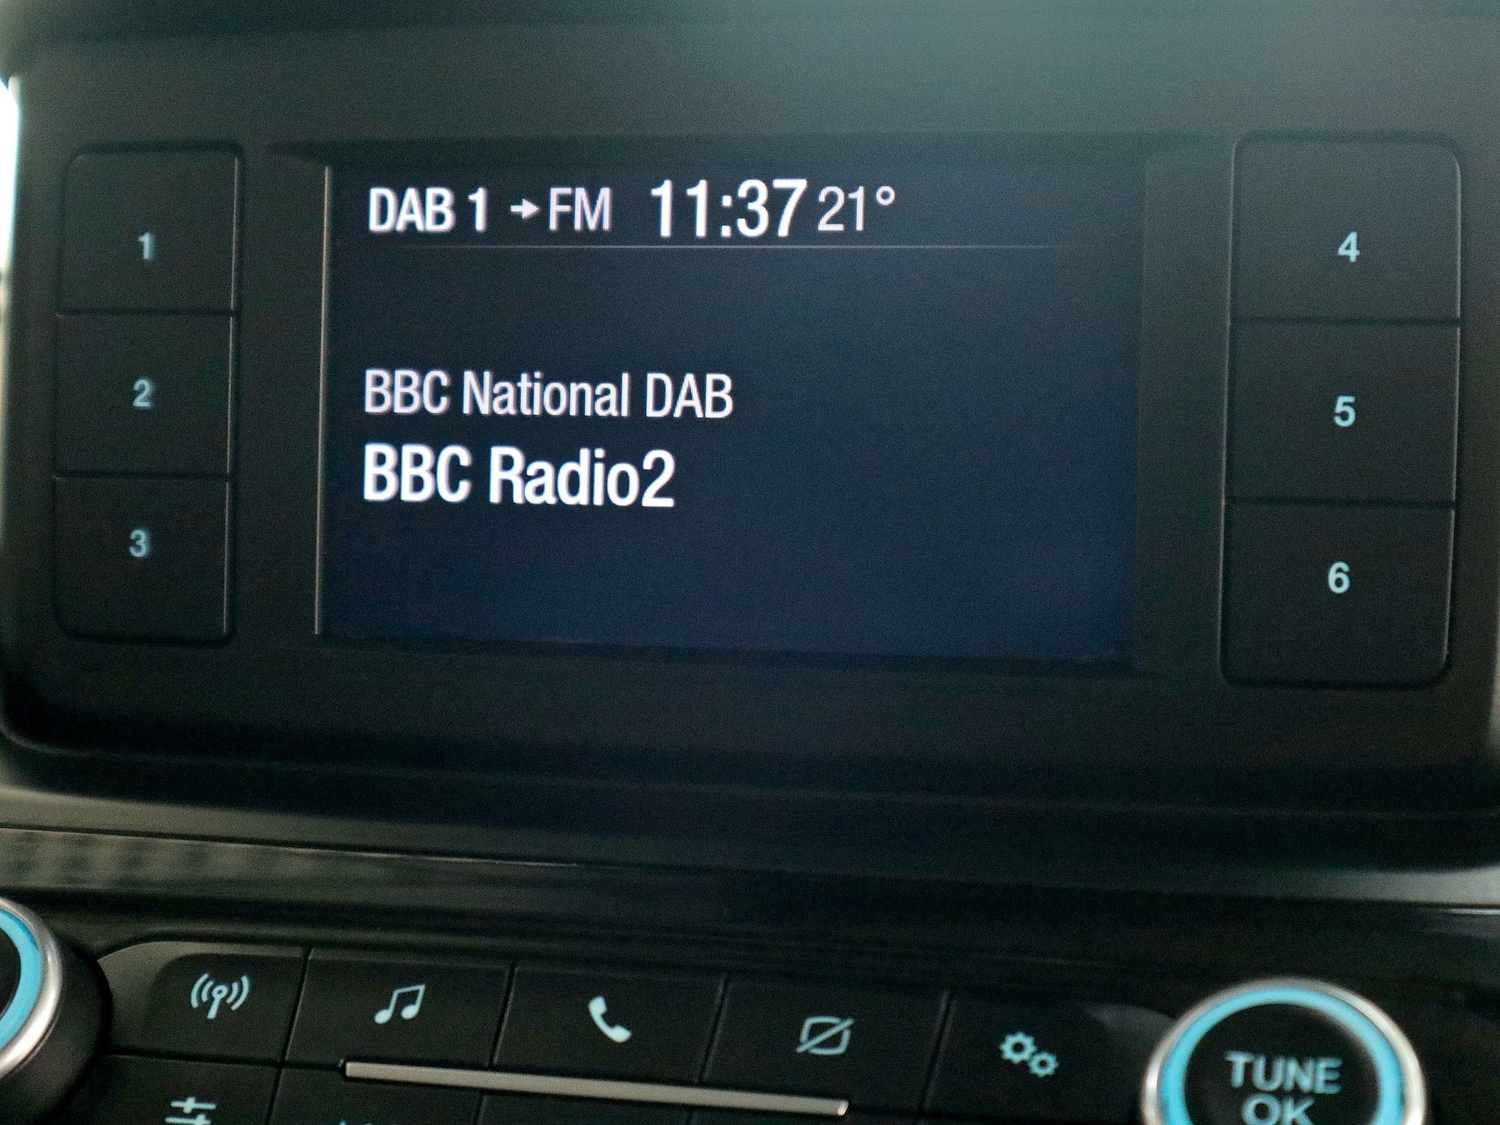 DAB 1 →FM 11:37 21°
BBC National DAB
BBC Radio2
1
2
3
4
5
6
TUNE
OK